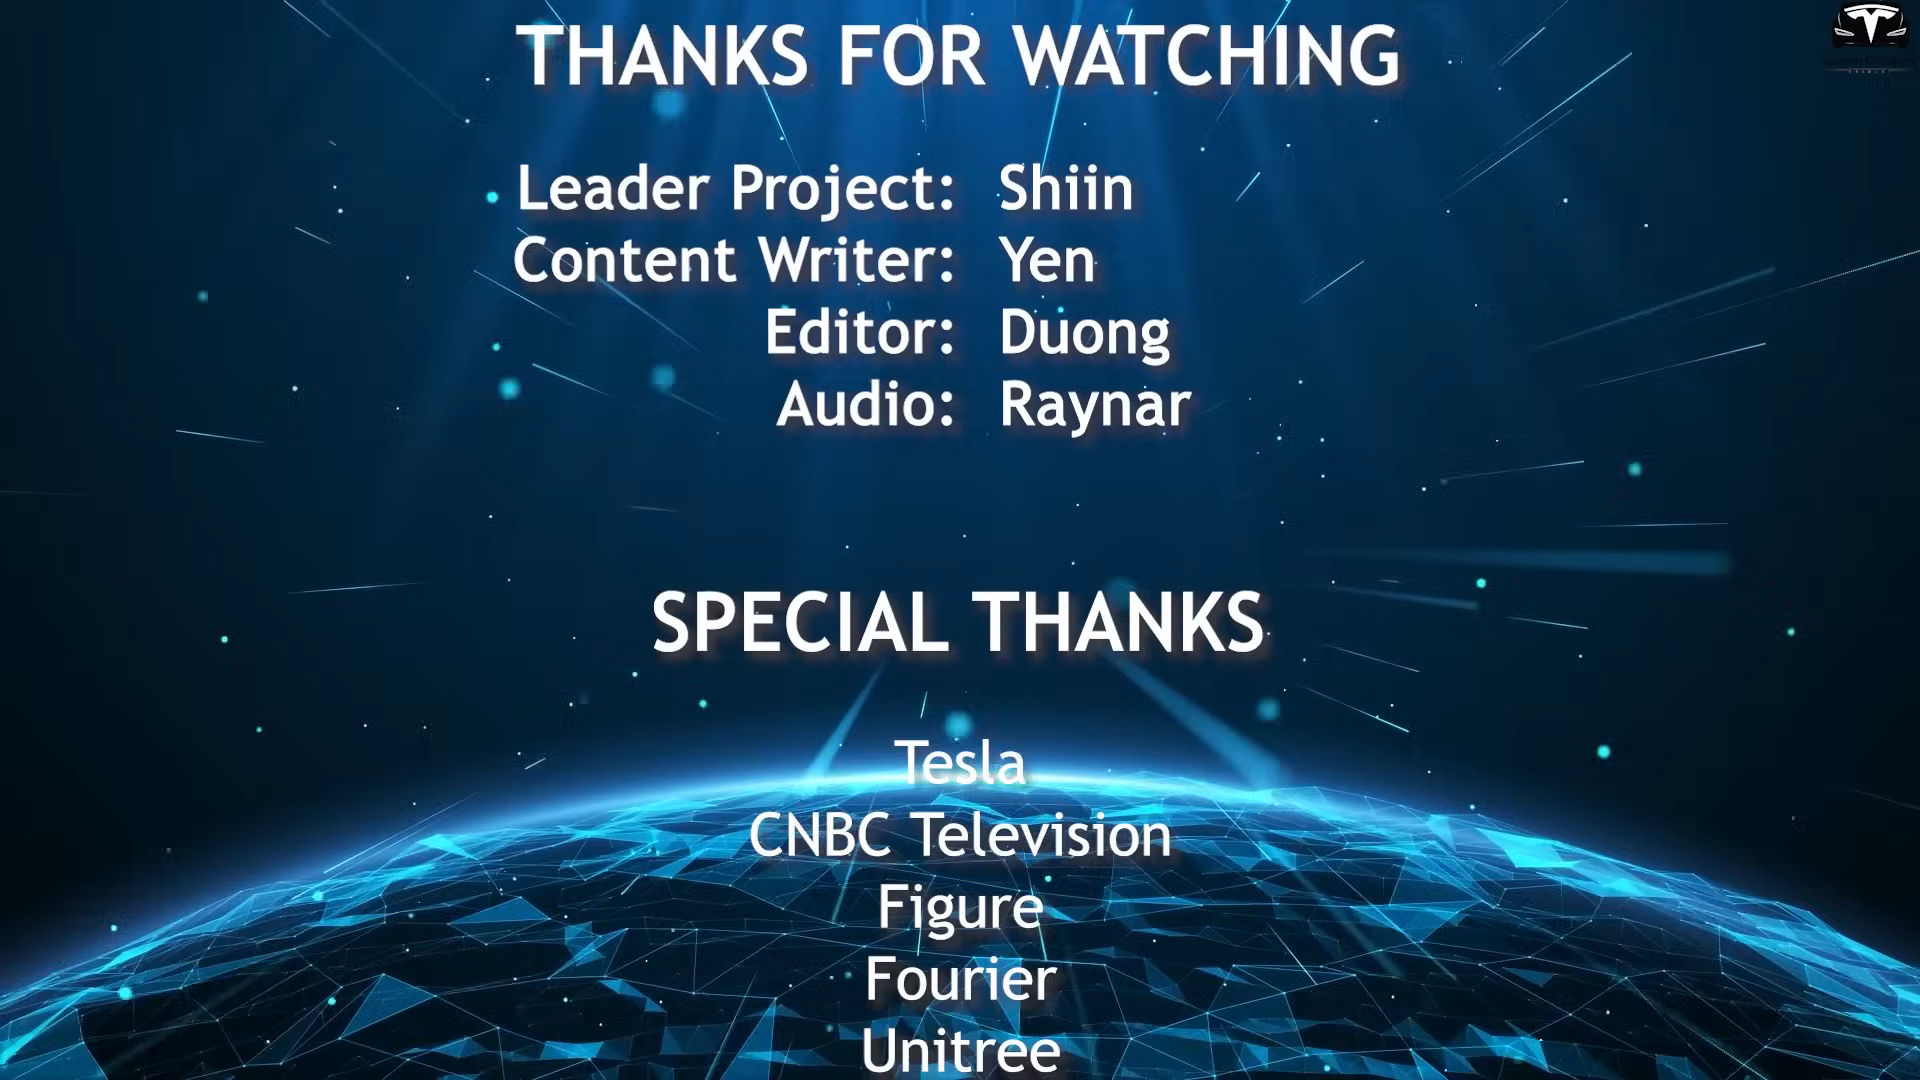 THANKS FOR WATCHING
Leader Project: Shiin
Content Writer: Yen
Editor: Duong
Audio: Raynar
SPECIAL THANKS
Tesla
CNBC Television
Figure
Fourier
Unitree